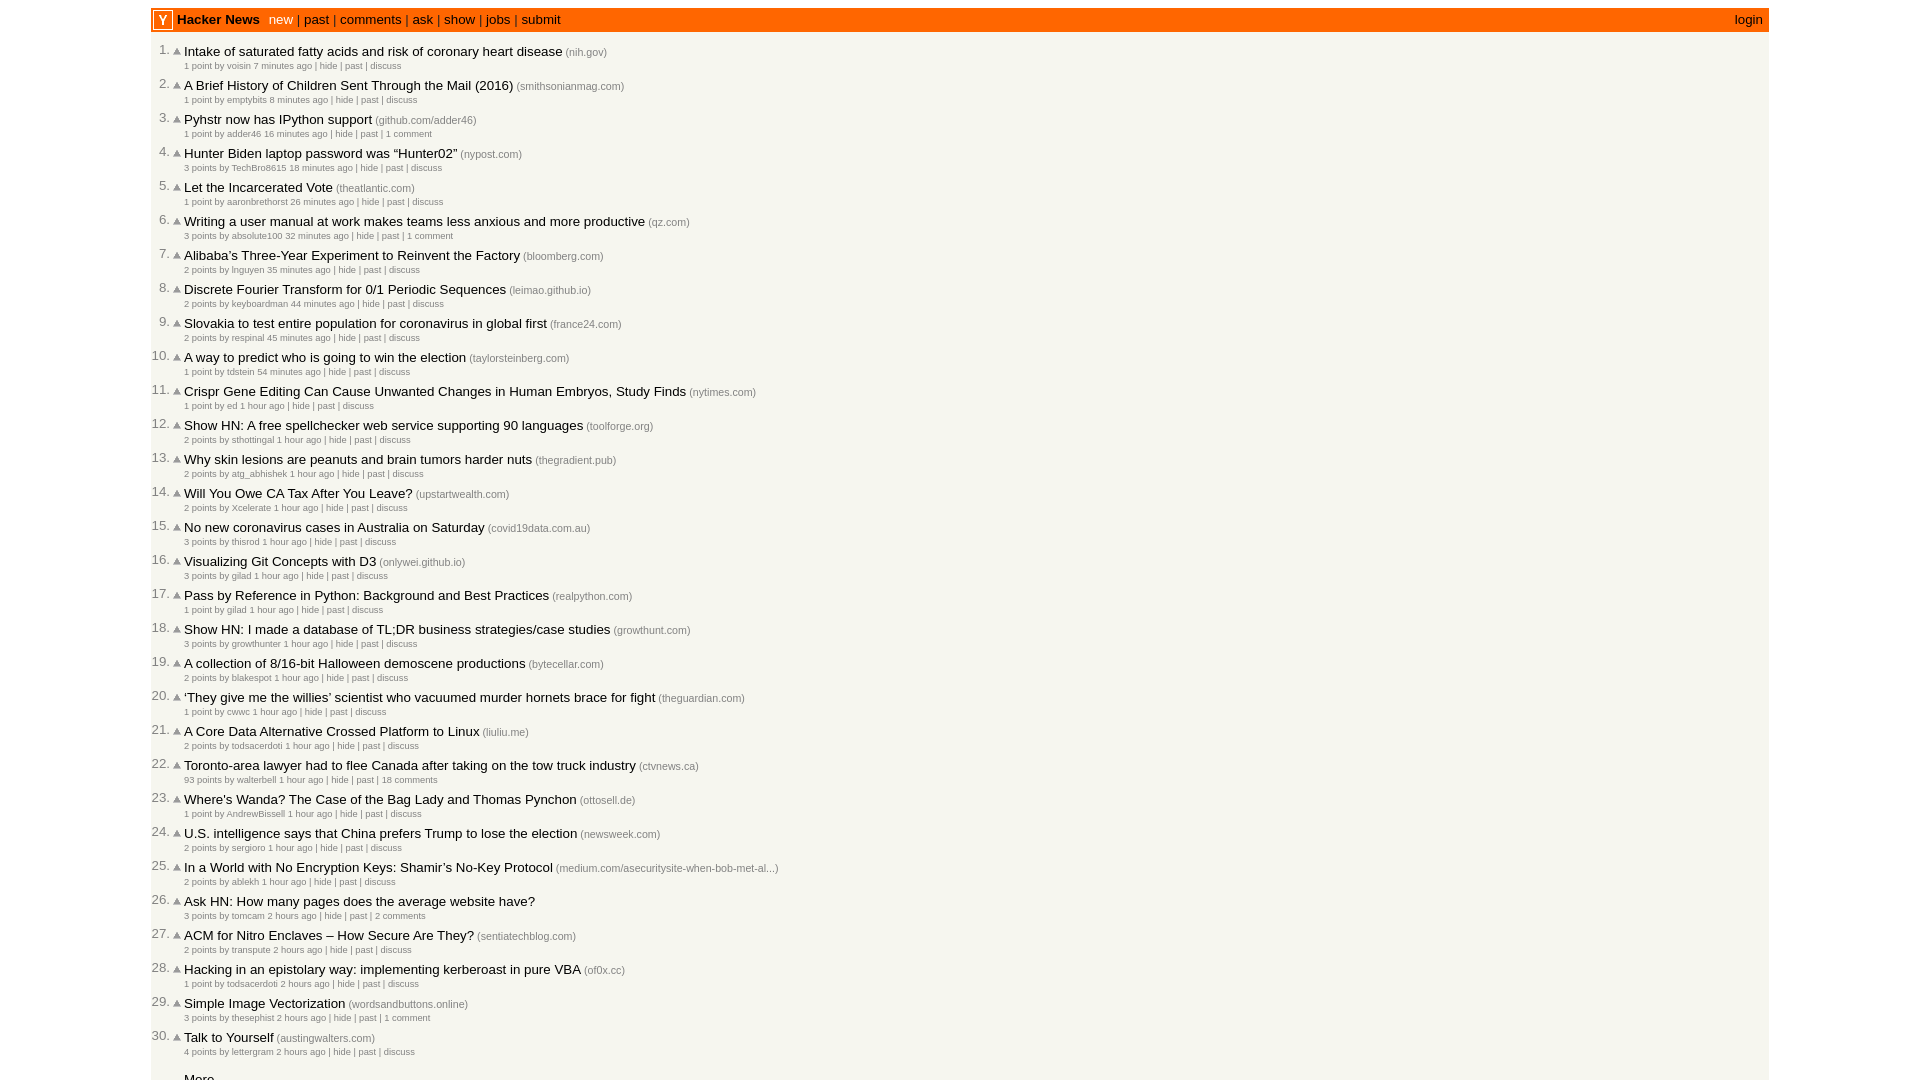 Y Hacker News new | past | comments | ask | show | jobs | submit login
1. Intake of saturated fatty acids and risk of coronary heart disease (nih.gov)
1 point by voisin 7 minutes ago | hide | past | discuss
2. A Brief History of Children Sent Through the Mail (2016) (smithsonianmag.com)
1 point by emptybits 8 minutes ago | hide | past | discuss
3. Pyhstr now has IPython support (github.com/adder46)
1 point by adder46 16 minutes ago | hide | past | 1 comment
4. Hunter Biden laptop password was “Hunter02” (nypost.com)
3 points by TechBro8615 18 minutes ago | hide | past | discuss
5. Let the Incarcerated Vote (theatlantic.com)
1 point by aaronbrethorst 26 minutes ago | hide | past | discuss
6. Writing a user manual at work makes teams less anxious and more productive (qz.com)
3 points by absolute100 32 minutes ago | hide | past | 1 comment
7. Alibaba’s Three-Year Experiment to Reinvent the Factory (bloomberg.com)
2 points by lnguyen 35 minutes ago | hide | past | discuss
8. Discrete Fourier Transform for 0/1 Periodic Sequences (leimao.github.io)
2 points by keyboardman 44 minutes ago | hide | past | discuss
9. Slovakia to test entire population for coronavirus in global first (france24.com)
2 points by respinal 45 minutes ago | hide | past | discuss
10. A way to predict who is going to win the election (taylorsteinberg.com)
1 point by tdstein 54 minutes ago | hide | past | discuss
11. Crispr Gene Editing Can Cause Unwanted Changes in Human Embryos, Study Finds (nytimes.com)
1 point by ed 1 hour ago | hide | past | discuss
12. Show HN: A free spellchecker web service supporting 90 languages (toolforge.org)
2 points by sthottingal 1 hour ago | hide | past | discuss
13. Why skin lesions are peanuts and brain tumors harder nuts (thegradient.pub)
2 points by atg_abhishek 1 hour ago | hide | past | discuss
14. Will You Owe CA Tax After You Leave? (upstartwealth.com)
2 points by Xcelerate 1 hour ago | hide | past | discuss
15. No new coronavirus cases in Australia on Saturday (covid19data.com.au)
3 points by thisrod 1 hour ago | hide | past | discuss
16. Visualizing Git Concepts with D3 (onlywei.github.io)
3 points by gilad 1 hour ago | hide | past | discuss
17. Pass by Reference in Python: Background and Best Practices (realpython.com)
1 point by gilad 1 hour ago | hide | past | discuss
18. Show HN: I made a database of TL;DR business strategies/case studies (growthunt.com)
3 points by growthunter 1 hour ago | hide | past | discuss
19. A collection of 8/16-bit Halloween demoscene productions (bytecellar.com)
2 points by blakespot 1 hour ago | hide | past | discuss
20. ‘They give me the willies’ scientist who vacuumed murder hornets brace for fight (theguardian.com)
1 point by cwwc 1 hour ago | hide | past | discuss
21. A Core Data Alternative Crossed Platform to Linux (liuliu.me)
2 points by todsacerdoti 1 hour ago | hide | past | discuss
22. Toronto-area lawyer had to flee Canada after taking on the tow truck industry (ctvnews.ca)
93 points by walterbell 1 hour ago | hide | past | 18 comments
23. Where's Wanda? The Case of the Bag Lady and Thomas Pynchon (ottosell.de)
1 point by AndrewBissell 1 hour ago | hide | past | discuss
24. U.S. intelligence says that China prefers Trump to lose the election (newsweek.com)
2 points by sergioro 1 hour ago | hide | past | discuss
25. In a World with No Encryption Keys: Shamir’s No-Key Protocol (medium.com/asecuritysite-when-bob-met-al...)
2 points by ablekh 1 hour ago | hide | past | discuss
26. Ask HN: How many pages does the average website have?
3 points by tomcam 2 hours ago | hide | past | 2 comments
27. ACM for Nitro Enclaves – How Secure Are They? (sentiatechblog.com)
2 points by transpute 2 hours ago | hide | past | discuss
28. Hacking in an epistolary way: implementing kerberoast in pure VBA (of0x.cc)
1 point by todsacerdoti 2 hours ago | hide | past | discuss
29. Simple Image Vectorization (wordsandbuttons.online)
3 points by thesephist 2 hours ago | hide | past | 1 comment
30. Talk to Yourself (austingwalters.com)
4 points by lettergram 2 hours ago | hide | past | discuss
More